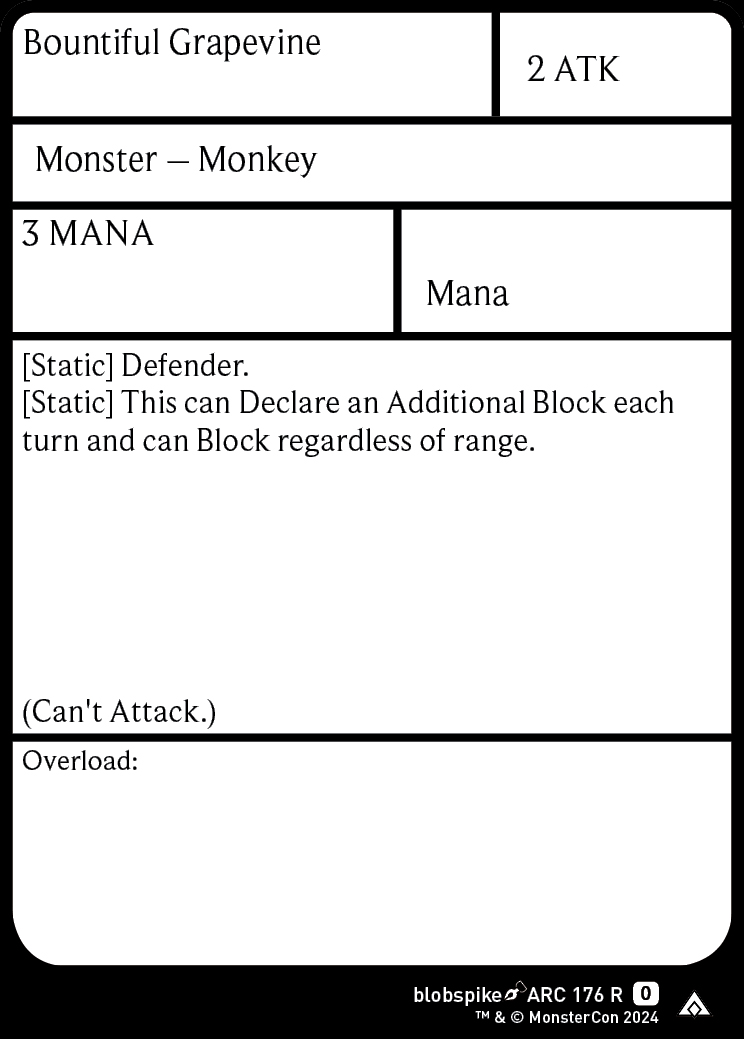 Bountiful Grapevine
2 ATK
Monster – Monkey
3 MANA
Mana
[Static] Defender.
[Static] This can Declare an Additional Block each
turn and can Block regardless of range.
(Can't Attack.)
Overload:
blobspike ARC 176 R 0
™ & © MonsterCon 2024